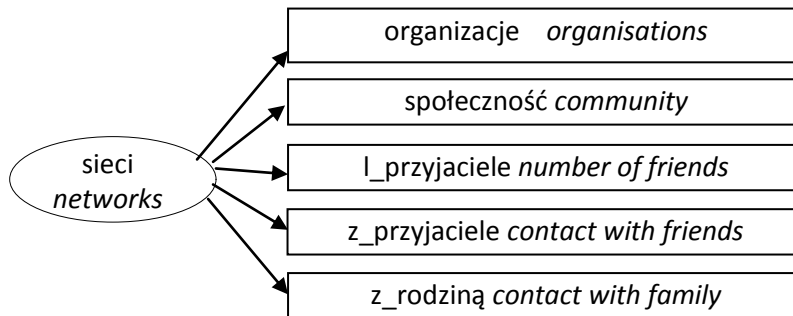 organizacje organisations
społeczność community
sieci
networks
l_przyjaciele number of friends
z_przyjaciele contact with friends
z_rodziną contact with family